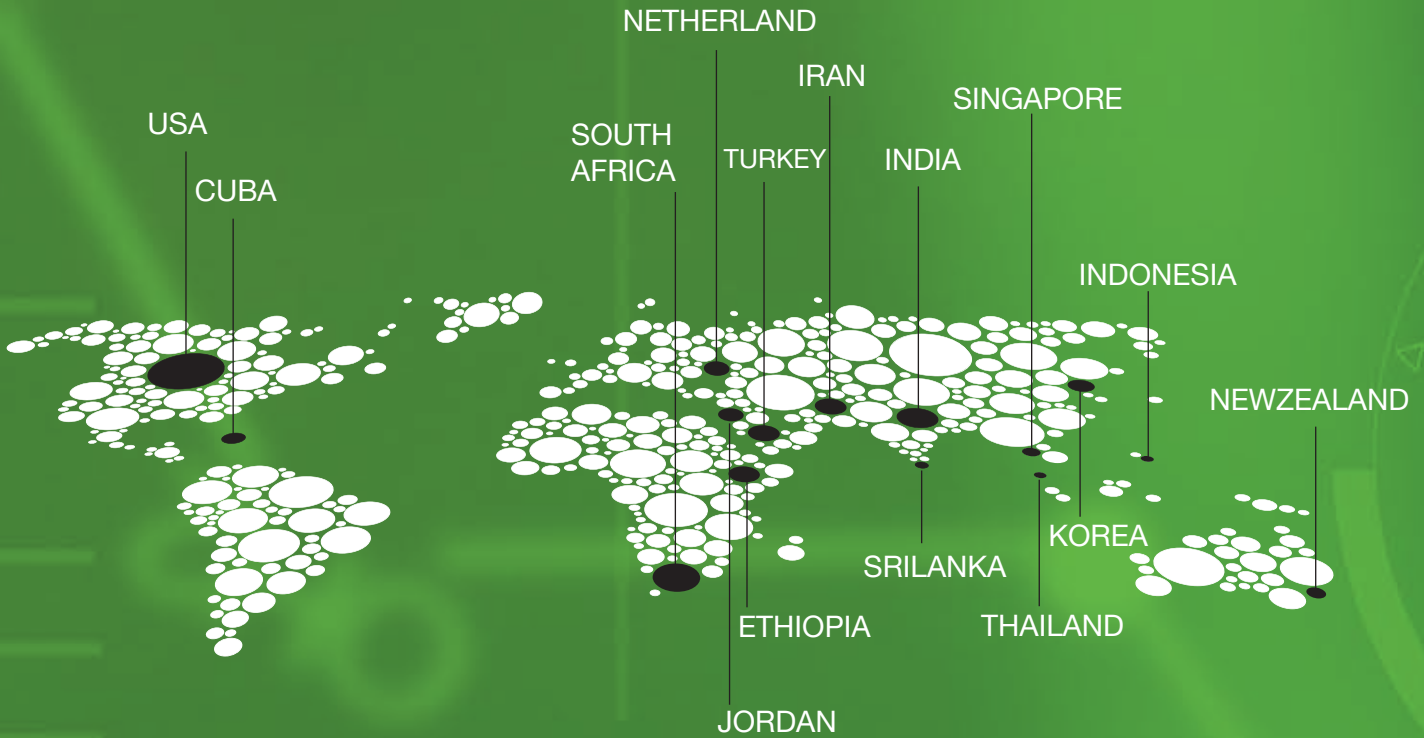 NETHERLAND
IRAN
SINGAPORE
USA
SOUTH
AFRICA
TURKEY
INDIA
CUBA
INDONESIA
NEWZEALAND
KOREA
SRILANKA
ETHIOPIA
THAILAND
JORDAN